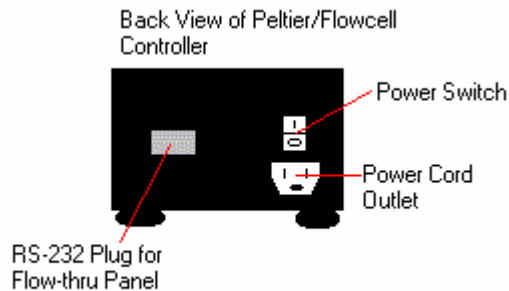 Back View of Peltier/Flowcell
Controller
Power Switch
Power Cord
Outlet
RS-232 Plug for
Flow-thru Panel